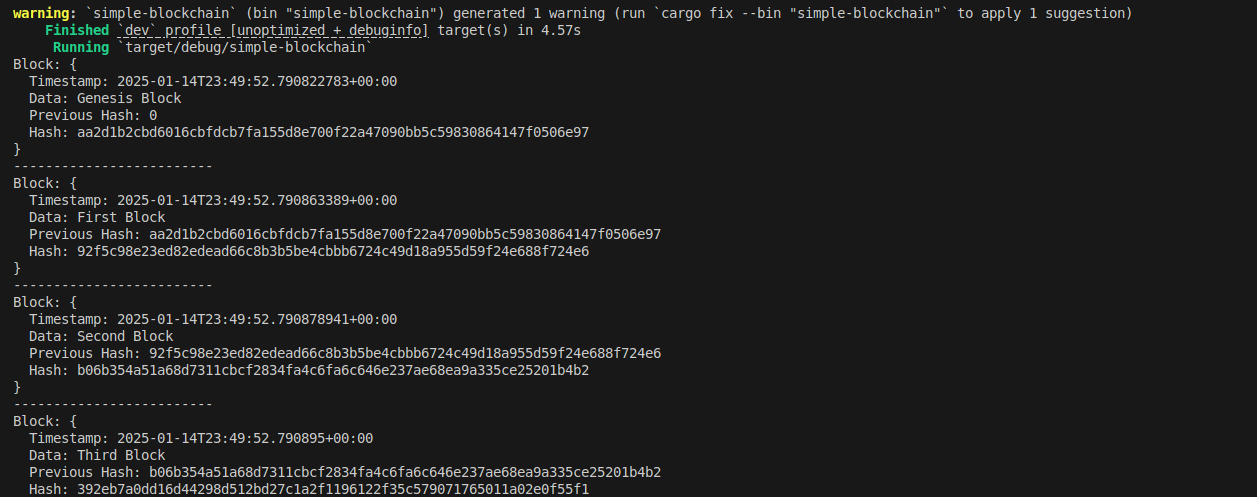 warning: `simple-blockchain` (bin "simple-blockchain") generated 1 warning (run `cargo fix --bin "simple-blockchain"` to apply 1 suggestion)
Finished `dev` profile [unoptimized + debuginfo] target(s) in 4.57s
Running `target/debug/simple-blockchain`
Block: {
Timestamp: 2025-01-14T23:49:52.790822783+00:00
Data: Genesis Block
Previous Hash: 0
Hash: aa2d1b2cbd6016cbfdcb7fa155d8e700f22a47090bb5c59830864147f0506e97
}
-------------------------
Block: {
Timestamp: 2025-01-14T23:49:52.790863389+00:00
Data: First Block
Previous Hash: aa2d1b2cbd6016cbfdcb7fa155d8e700f22a47090bb5c59830864147f0506e97
Hash: 92f5c98e23ed82edead66c8b3b5be4cbbb6724c49d18a955d59f24e688f724e6
}
-------------------------
Block: {
Timestamp: 2025-01-14T23:49:52.790878941+00:00
Data: Second Block
Previous Hash: 92f5c98e23ed82edead66c8b3b5be4cbbb6724c49d18a955d59f24e688f724e6
Hash: b06b354a51a68d7311cbcf2834fa4c6fa6c646e237ae68ea9a335ce25201b4b2
}
-------------------------
Block: {
Timestamp: 2025-01-14T23:49:52.790895+00:00
Data: Third Block
Previous Hash: b06b354a51a68d7311cbcf2834fa4c6fa6c646e237ae68ea9a335ce25201b4b2
Hash: 392eb7a0dd16d44298d512bd27c1a2f1196122f35c579071765011a02e0f55f1